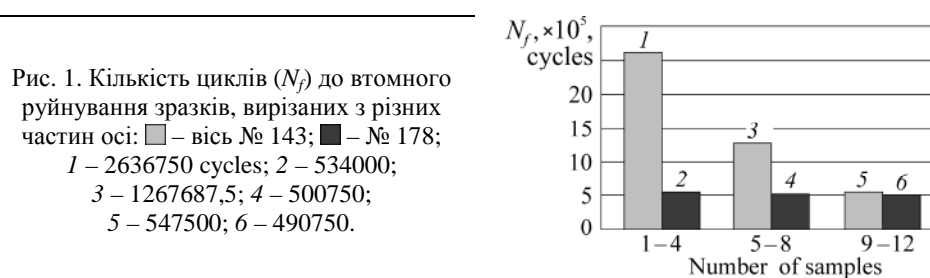 Рис. 1. Кількість циклів (Nf) до втомного
руйнування зразків, вирізаних з різних
частин осі: – вісь № 143; – № 178;
1 – 2636750 cycles; 2 – 534000;
3 – 1267687,5; 4 – 500750;
5 – 547500; 6 – 490750.
Nf, ×10⁵,
cycles
20
15
10
5
0
1
2
3
4
5
6
1–4
5–8
9–12
Number of samples